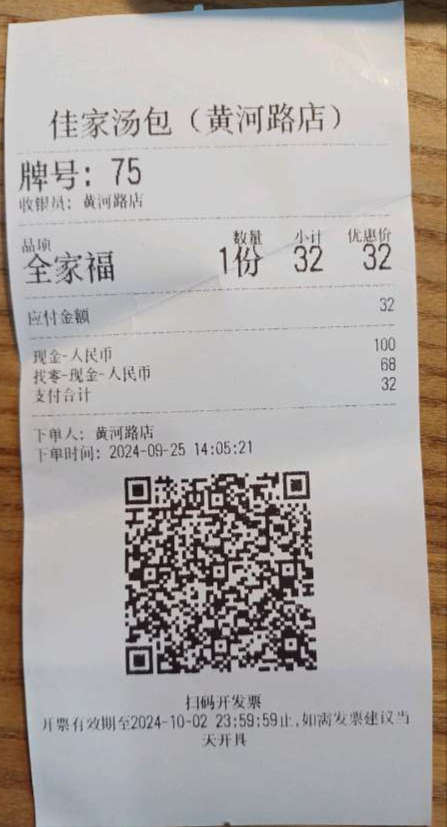 佳家汤包（黄河路店）
牌号: 75
收银员: 黄河路店
品项 数量 小计 优惠价
全家福 1份 32 32
应付金额 32
现金-人民币 100
找零-现金-人民币 68
支付合计 32
下单人: 黄河路店
下单时间: 2024-09-25 14:05:21
扫码开发票
开票有效期至2024-10-02 23:59:59止,如需发票建议当
天开具